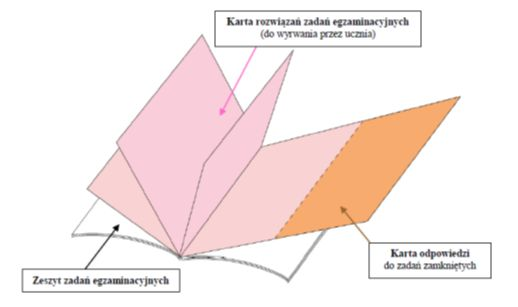 Karta rozwiązań zadań egzaminacyjnych
(do wyrwania przez ucznia)
Karta odpowiedzi
do zadań zamkniętych
Zeszyt zadań egzaminacyjnych